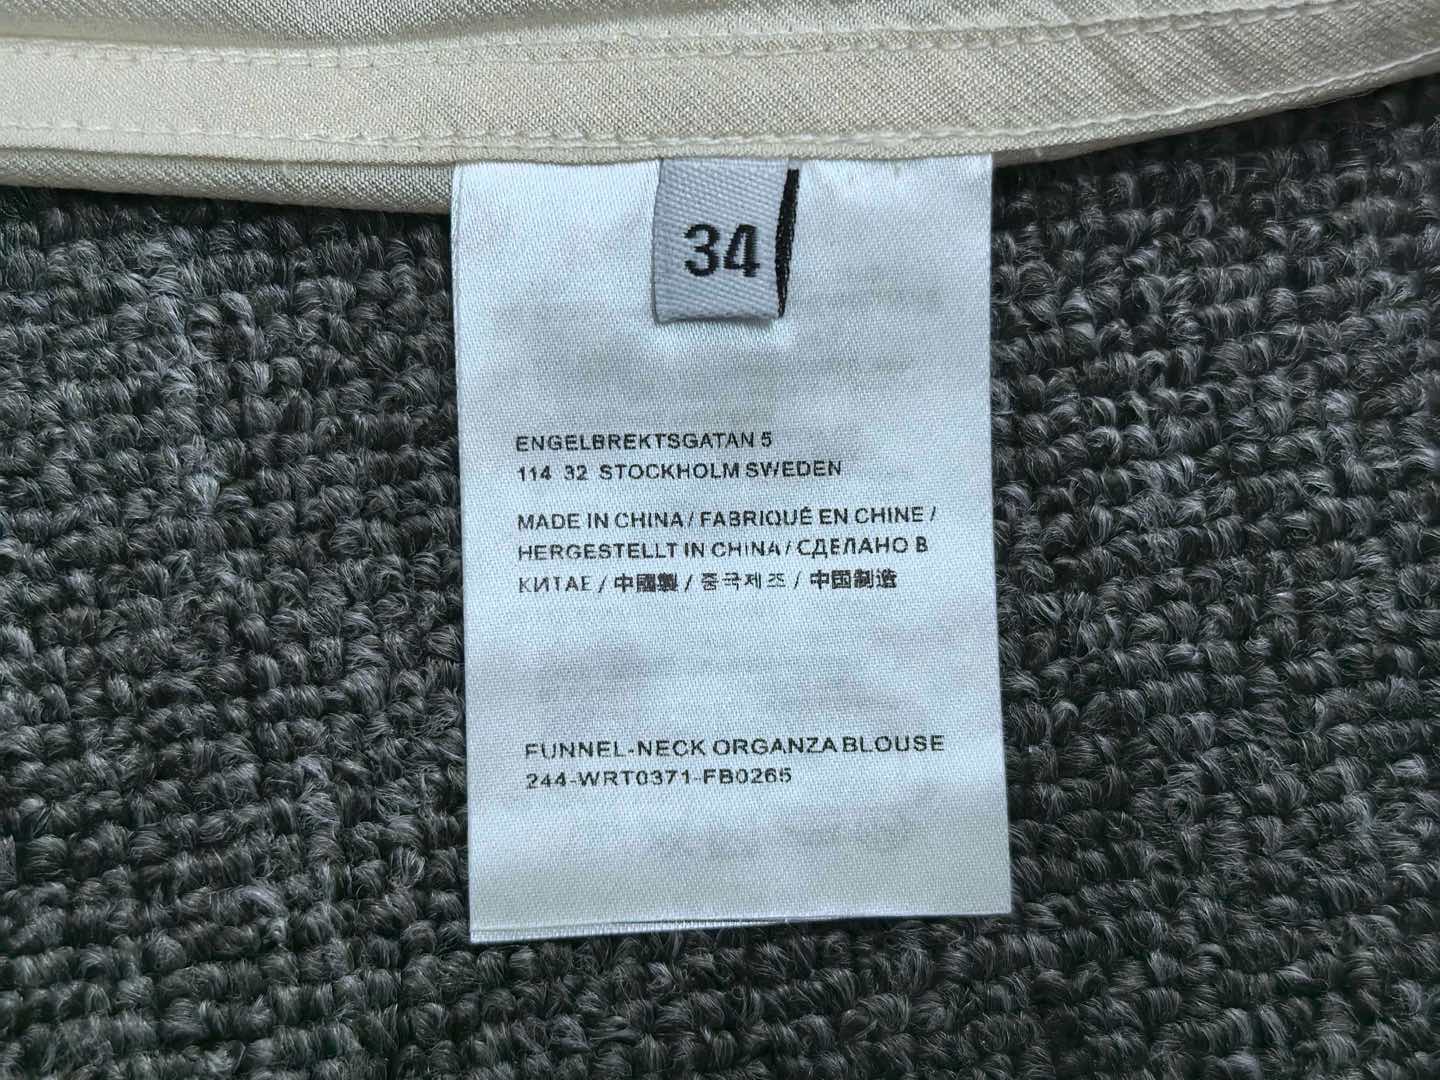 34
ENGELBREKTSGATAN 5
114 32 STOCKHOLM SWEDEN
MADE IN CHINA / FABRIQUÉ EN CHINE /
HERGESTELLT IN CHINA / СДЕЛАНО В
КИТАЕ / 中國製 / 중국제조 / 中国制造
FUNNEL-NECK ORGANZA BLOUSE
244-WRT0371-FB0265